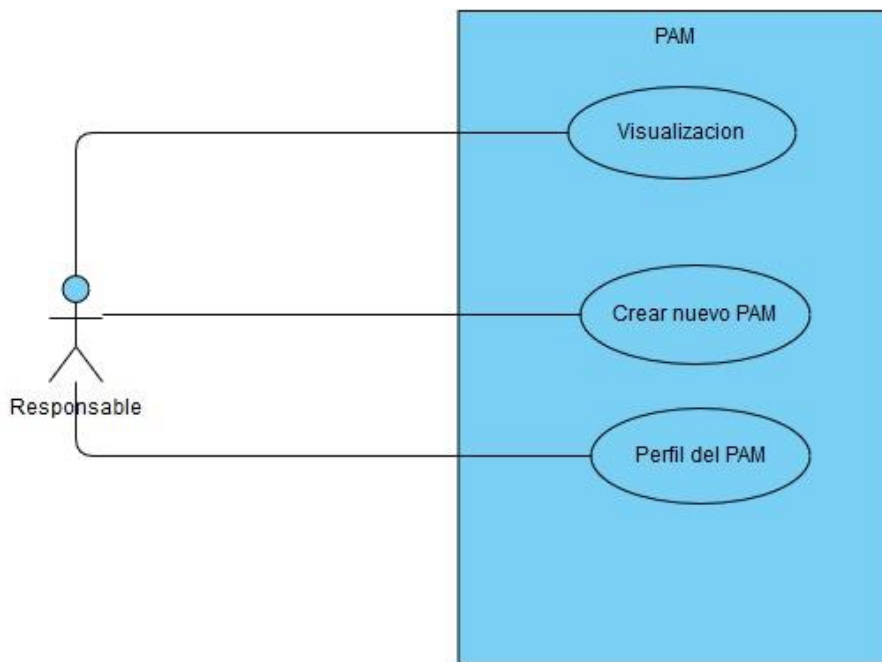 PAM
Visualizacion
Crear nuevo PAM
Responsable
Perfil del PAM